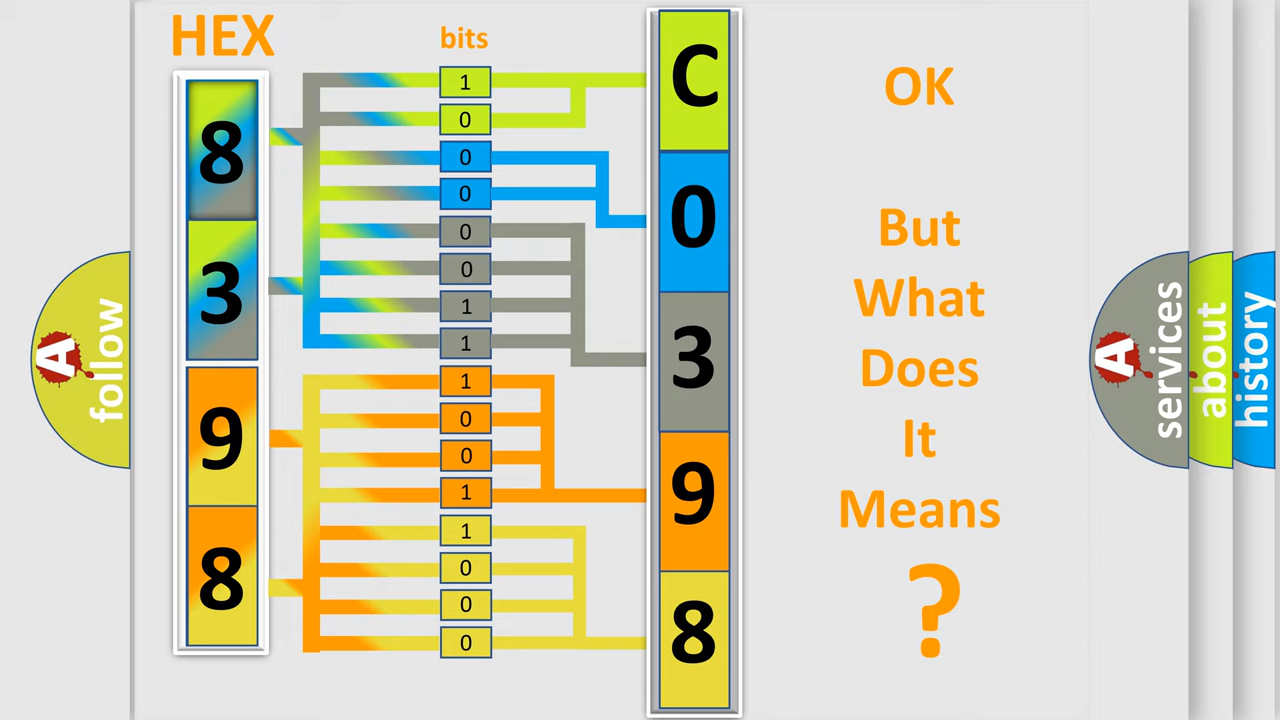 HEX
bits
8
3
9
8
1
0
0
0
0
0
1
1
1
0
0
1
1
0
0
0
C
0
3
9
8
OK
But
What
Does
It
Means
?
A
follow
A
services
about
history